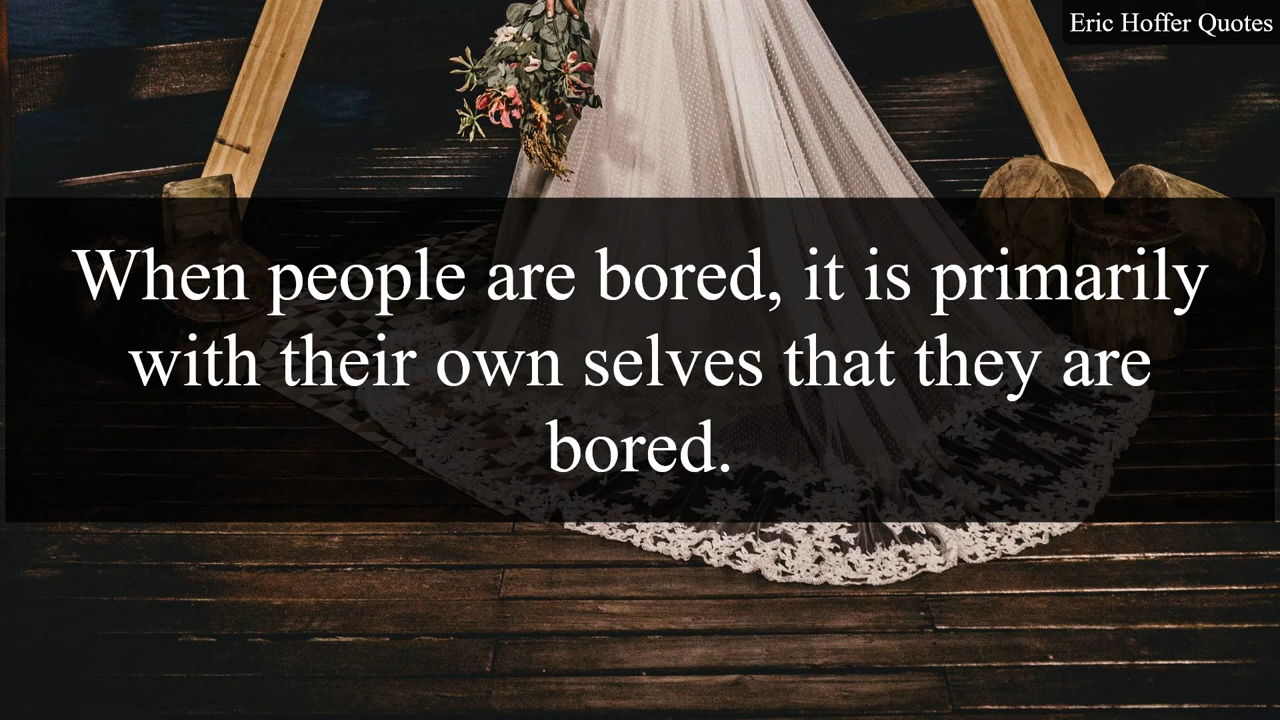 Eric Hoffer Quotes
When people are bored, it is primarily
with their own selves that they are
bored.